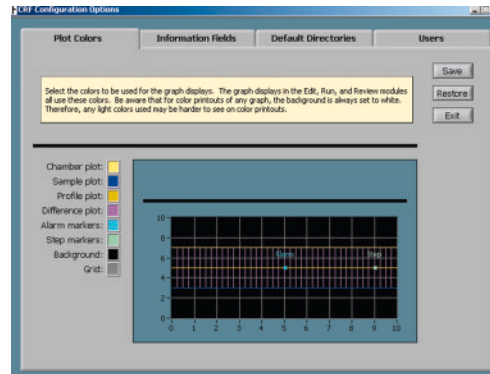 CRF Configuration Options
Plot Colors
Information Fields
Default Directories
Users
Select the colors to be used for the graph displays. The graph displays in the Edit, Run, and Review modules
all use these colors. Be aware that for color printouts of any graph, the background is always set to white.
Therefore, any light colors used may be harder to see on color printouts.
Save
Restore
Exit
Chamber plot:
Sample plot:
Profile plot:
Difference plot:
Alarm markers:
Step markers:
Background:
Grid:
10
8
6
4
2
0
Alarm
Step
0 1 2 3 4 5 6 7 8 9 10